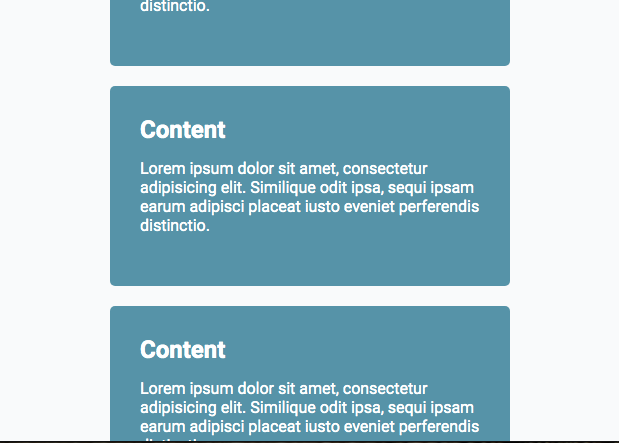 distinctio.
Content
Lorem ipsum dolor sit amet, consectetur
adipisicing elit. Similique odit ipsa, sequi ipsam
earum adipisci placeat iusto eveniet perferendis
distinctio.
Content
Lorem ipsum dolor sit amet, consectetur
adipisicing elit. Similique odit ipsa, sequi ipsam
earum adipisci placeat iusto eveniet perferendis